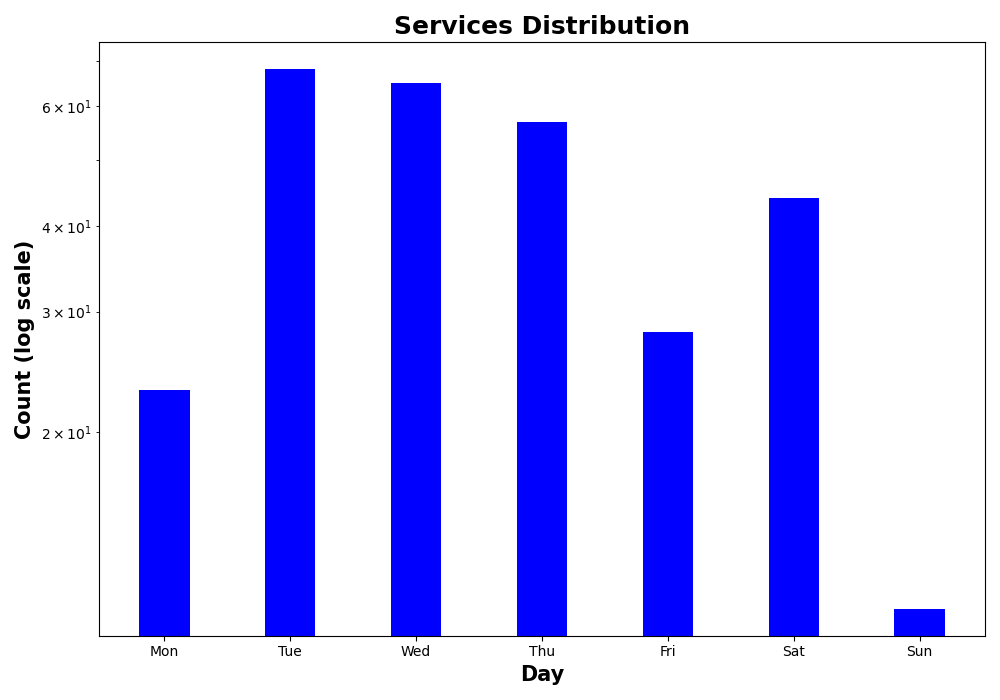 Services Distribution
Count (log scale)
6 × 10¹
4 × 10¹
3 × 10¹
2 × 10¹
Mon Tue Wed Thu Fri Sat Sun
Day